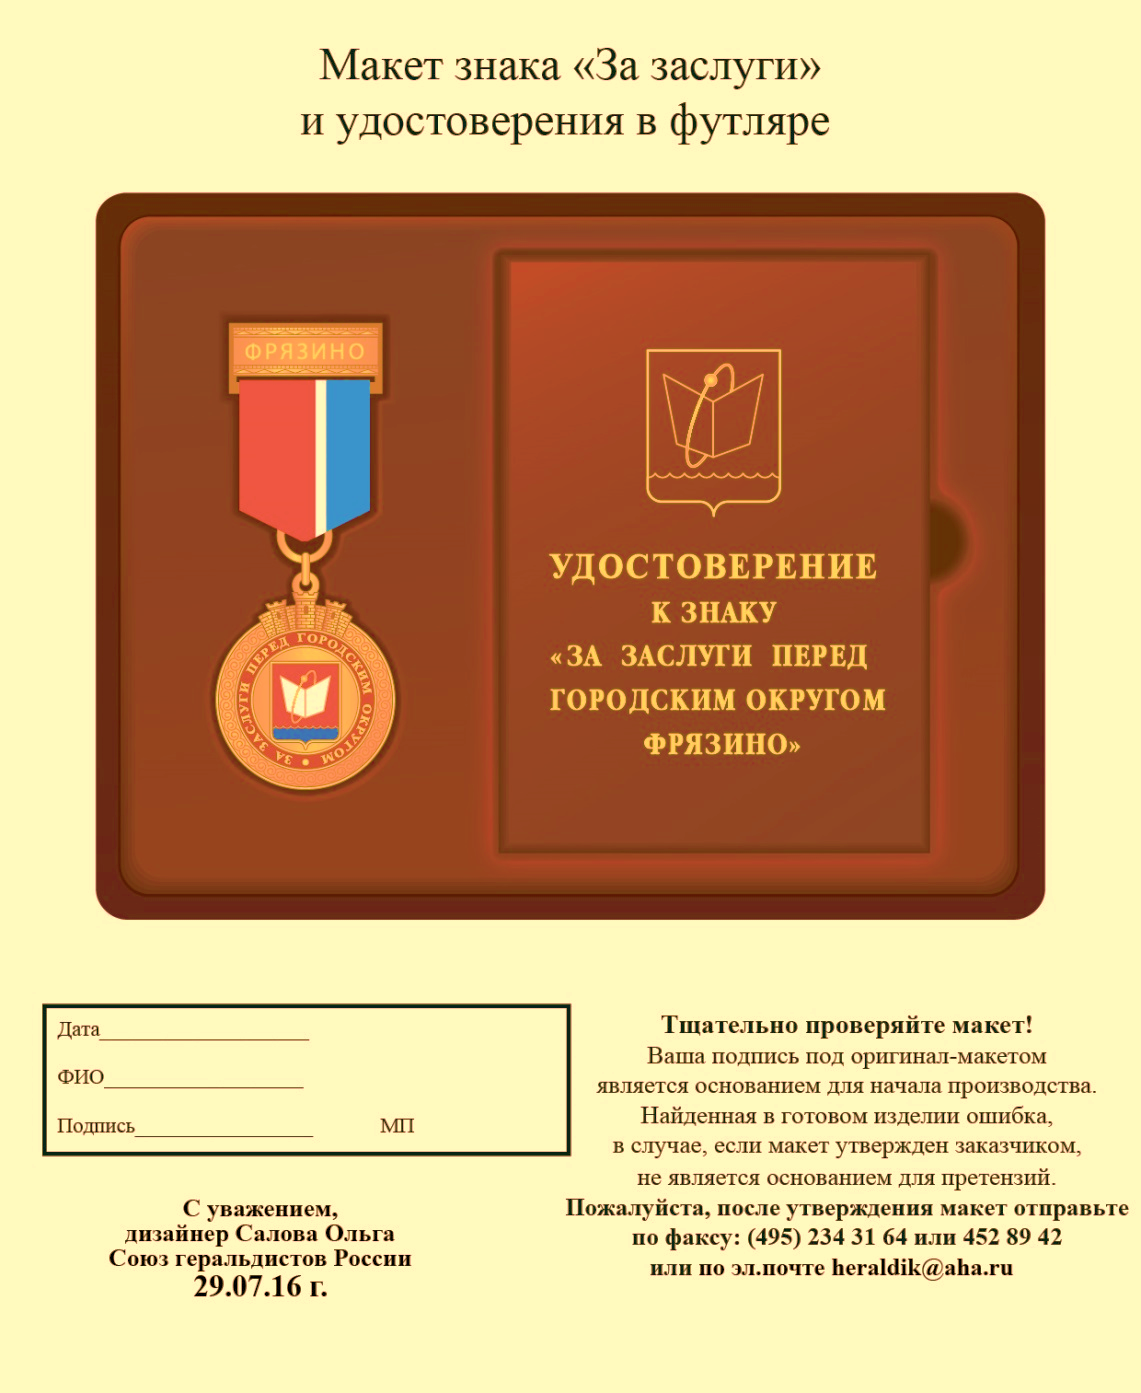 Макет знака «За заслуги»
и удостоверения в футляре
ФРЯЗИНО
ЗА ЗАСЛУГИ ПЕРЕД ГОРОДСКИМ ОКРУГОМ •
УДОСТОВЕРЕНИЕ
К ЗНАКУ
«ЗА ЗАСЛУГИ ПЕРЕД
ГОРОДСКИМ ОКРУГОМ
ФРЯЗИНО»
Дата_____________________
ФИО____________________
Подпись__________________ МП
С уважением,
дизайнер Салова Ольга
Союз геральдистов России
29.07.16 г.
Тщательно проверяйте макет!
Ваша подпись под оригинал-макетом
является основанием для начала производства.
Найденная в готовом изделии ошибка,
в случае, если макет утвержден заказчиком,
не является основанием для претензий.
Пожалуйста, после утверждения макет отправьте
по факсу: (495) 234 31 64 или 452 89 42
или по эл.почте heraldik@aha.ru